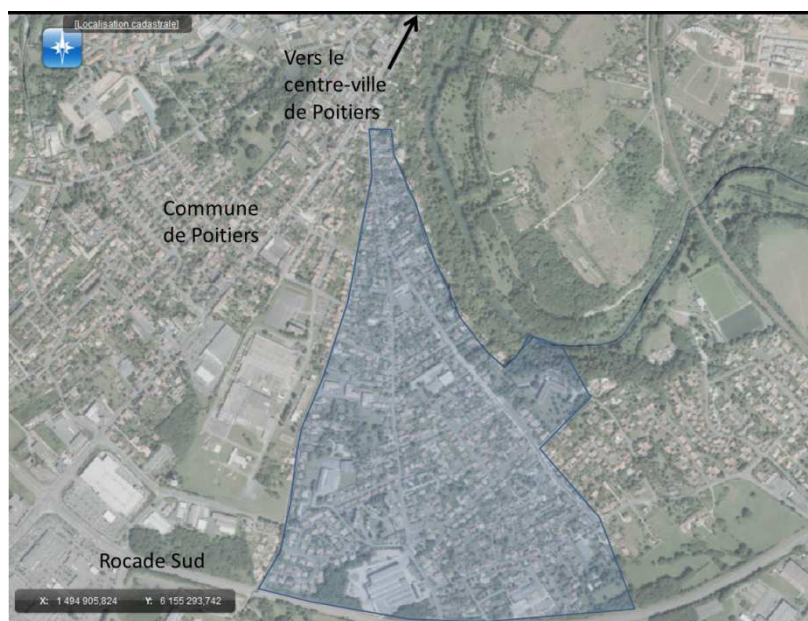 [Localisation cadastrale]
Vers le
centre-ville
de Poitiers
Commune
de Poitiers
Rocade Sud
X: 1 494 905,824 Y: 6 155 293,742